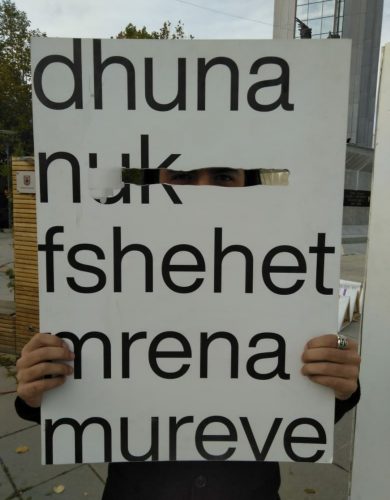 dhuna
nuk
fshehet
mrena
mureve